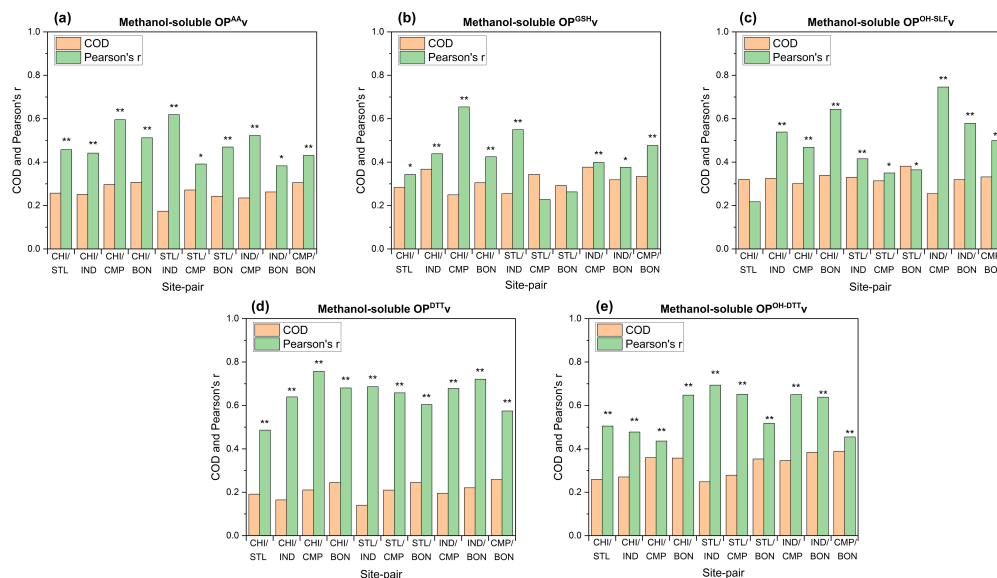 (a)
Methanol-soluble OP^AA v
COD and Pearson's r
1.0
0.8
0.6
0.4
0.2
0.0
COD
Pearson's r
** ** ** ** ** * ** ** * **
CHI/ CHI/ CHI/ CHI/ STL/ STL/ STL/ IND/ IND/ CMP/
STL IND CMP BON IND CMP BON CMP BON BON
Site-pair
(b)
Methanol-soluble OP^GSH v
COD and Pearson's r
1.0
0.8
0.6
0.4
0.2
0.0
COD
Pearson's r
* ** ** ** ** ** * **
CHI/ CHI/ CHI/ CHI/ STL/ STL/ STL/ IND/ IND/ CMP/
STL IND CMP BON IND CMP BON CMP BON BON
Site-pair
(c)
Methanol-soluble OP^OH-SLF v
COD and Pearson's r
1.0
0.8
0.6
0.4
0.2
0.0
COD
Pearson's r
** ** ** ** * * ** **
CHI/ CHI/ CHI/ CHI/ STL/ STL/ STL/ IND/ IND/
STL IND CMP BON IND CMP BON CMP BON
Site-pair
(d)
Methanol-soluble OP^DTT v
COD and Pearson's r
1.0
0.8
0.6
0.4
0.2
0.0
COD
Pearson's r
** ** ** ** ** ** ** ** ** **
CHI/ CHI/ CHI/ CHI/ STL/ STL/ STL/ IND/ IND/ CMP/
STL IND CMP BON IND CMP BON CMP BON BON
Site-pair
(e)
Methanol-soluble OP^OH-DTT v
COD and Pearson's r
1.0
0.8
0.6
0.4
0.2
0.0
COD
Pearson's r
** ** ** ** ** ** ** ** ** **
CHI/ CHI/ CHI/ CHI/ STL/ STL/ STL/ IND/ IND/ CMP/
STL IND CMP BON IND CMP BON CMP BON BON
Site-pair